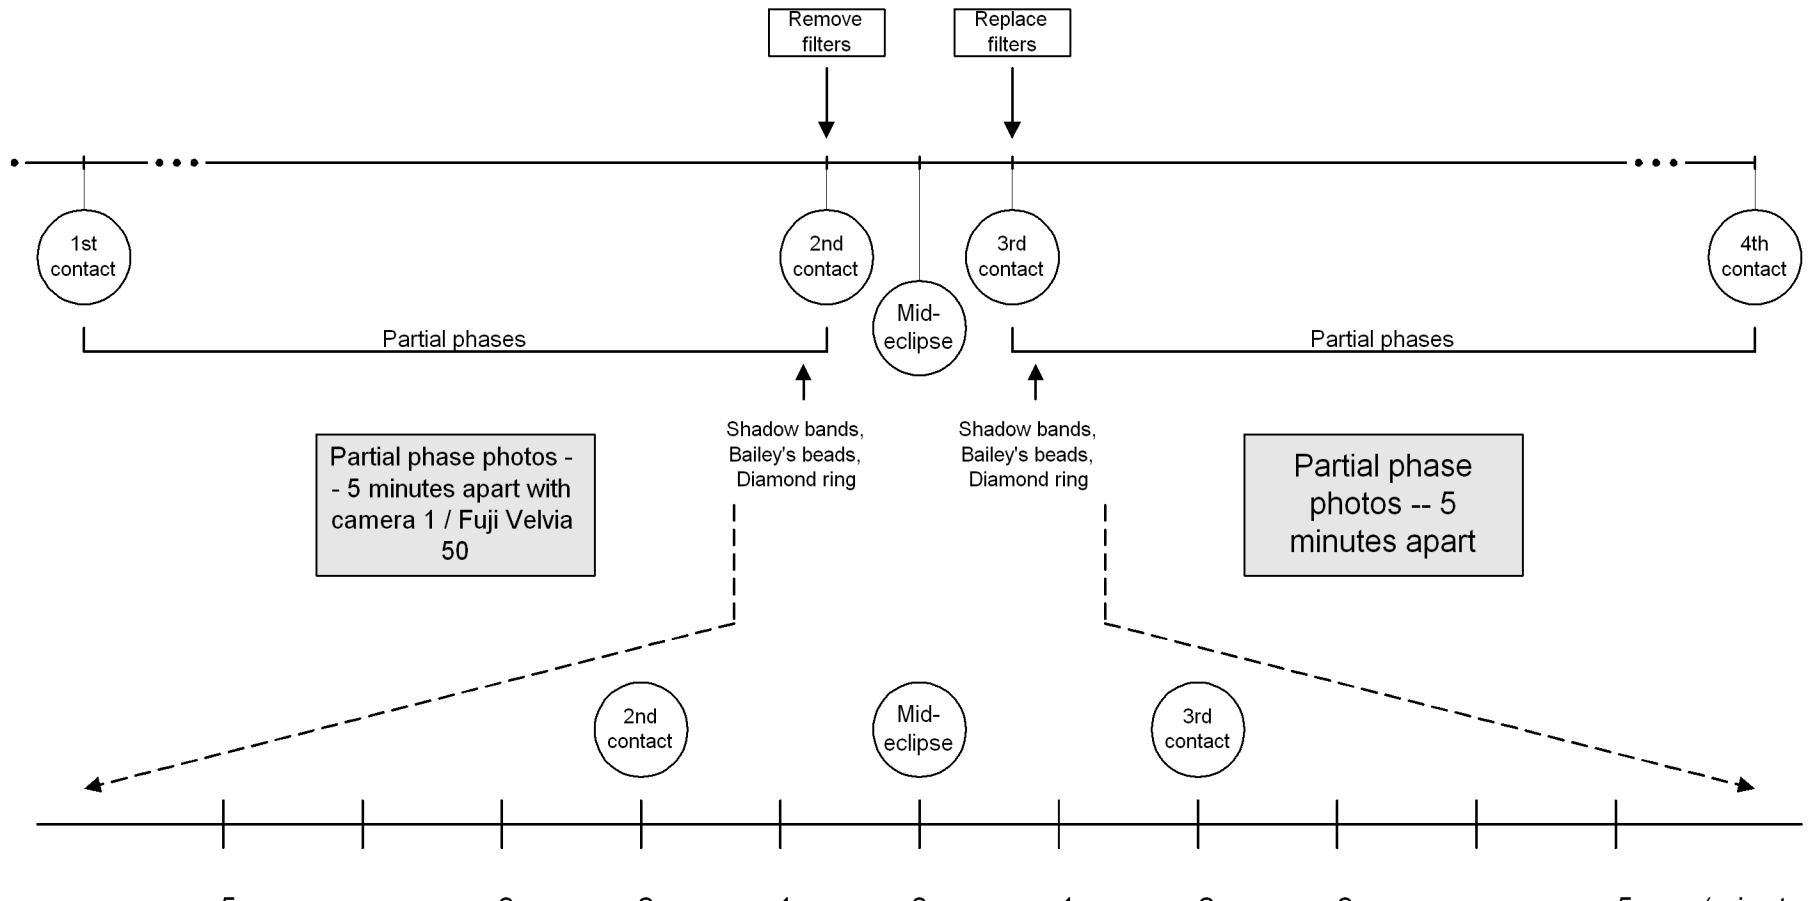 Remove
filters
Replace
filters
1st
contact
2nd
contact
Mid-
eclipse
3rd
contact
4th
contact
Partial phases
Partial phases
Shadow bands,
Bailey's beads,
Diamond ring
Shadow bands,
Bailey's beads,
Diamond ring
Partial phase photos -
- 5 minutes apart with
camera 1 / Fuji Velvia
50
Partial phase
photos -- 5
minutes apart
2nd
contact
Mid-
eclipse
3rd
contact